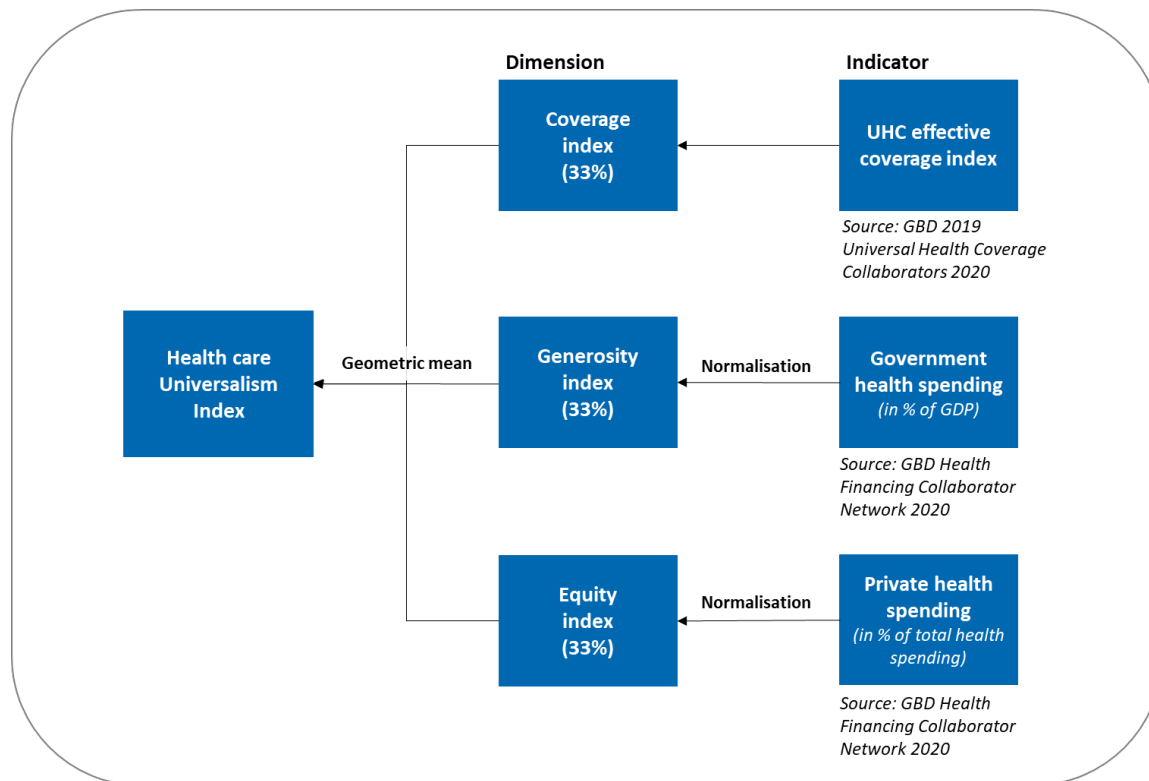 Dimension
Indicator
Coverage
index
(33%)
UHC effective
coverage index
Source: GBD 2019
Universal Health Coverage
Collaborators 2020
Health care
Universalism
Index
Geometric mean
Generosity
index
(33%)
Normalisation
Government
health spending
(in % of GDP)
Source: GBD Health
Financing Collaborator
Network 2020
Equity
index
(33%)
Normalisation
Private health
spending
(in % of total health
spending)
Source: GBD Health
Financing Collaborator
Network 2020